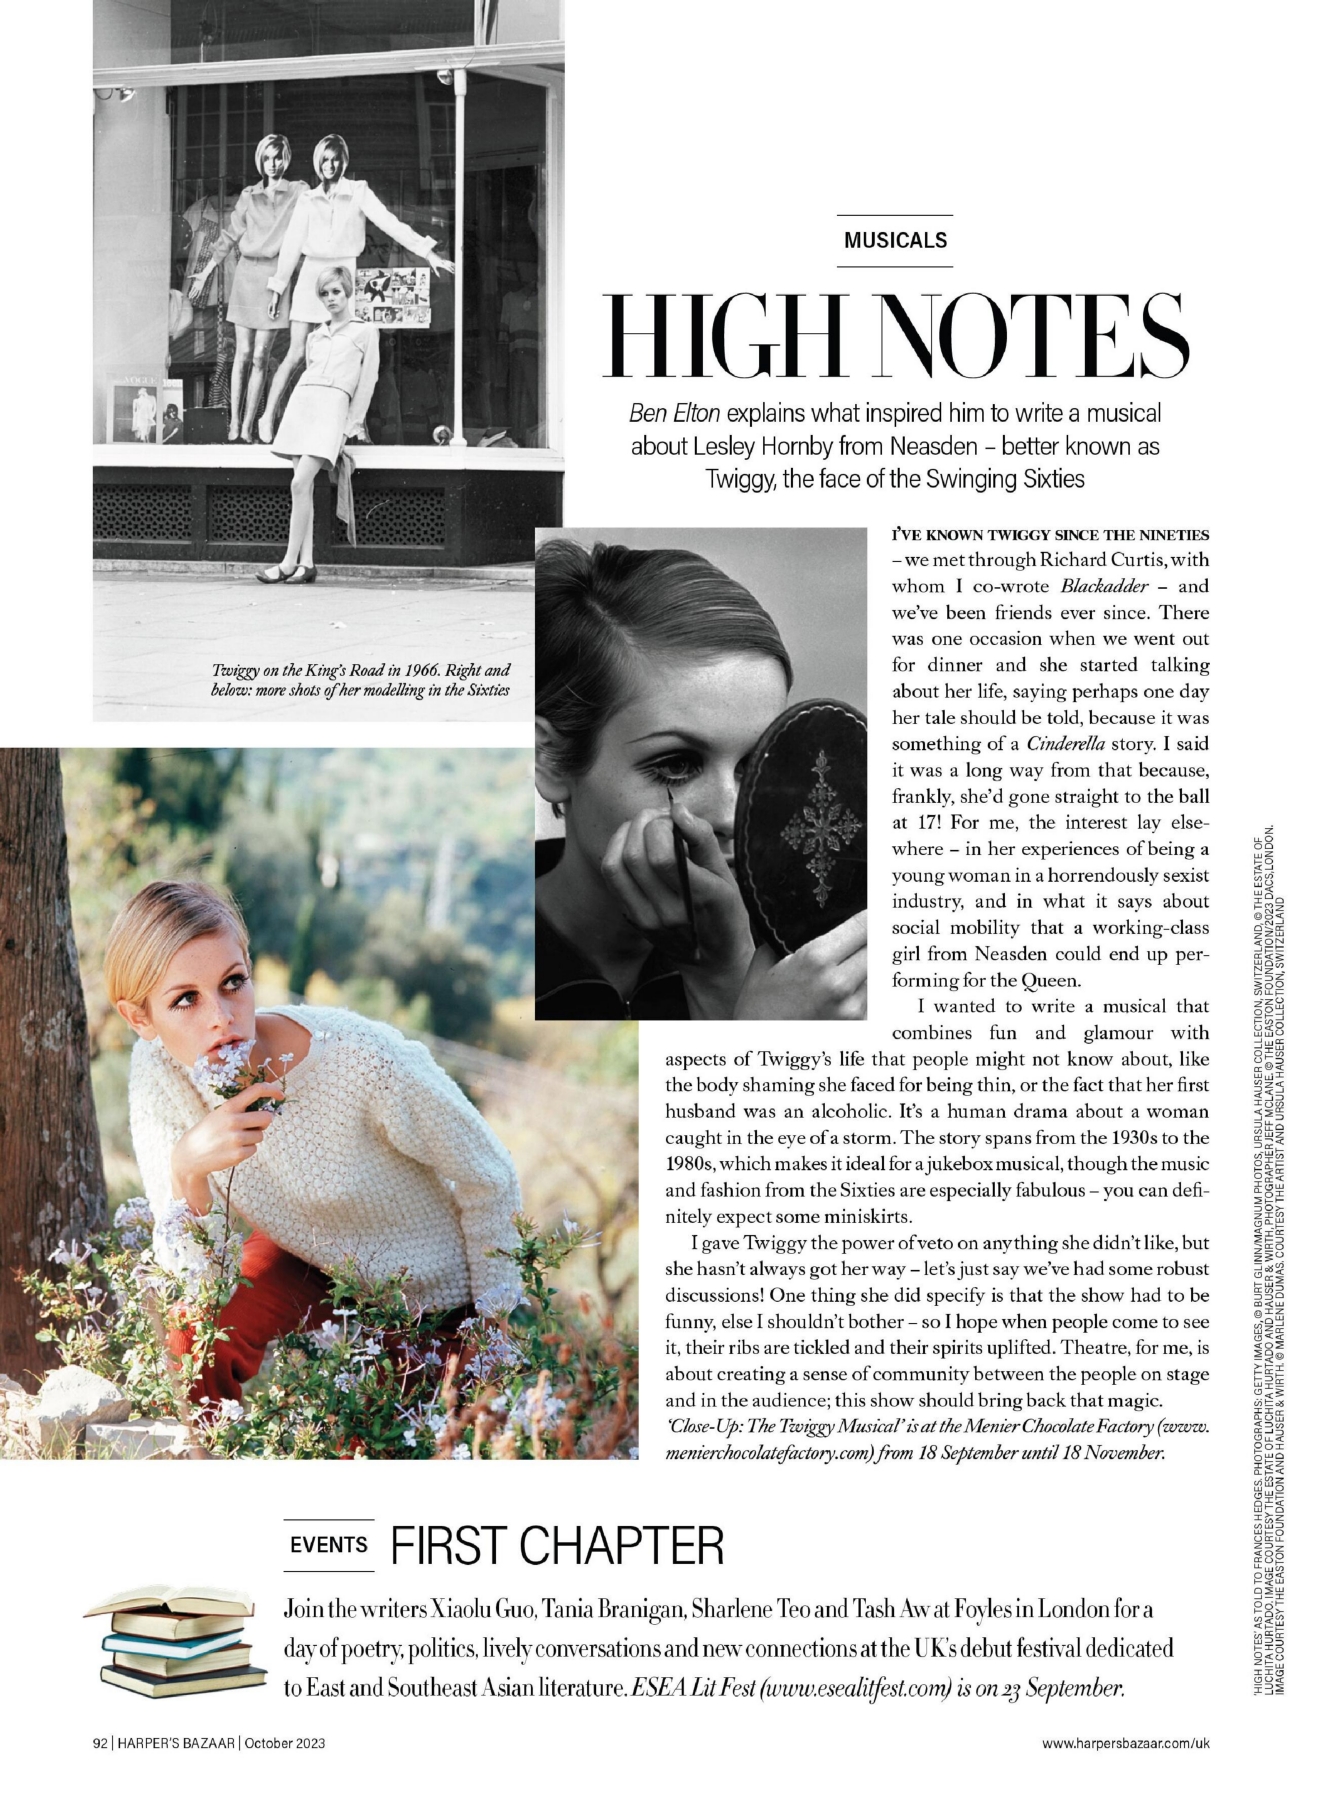 VOGUE
Twiggy on the King's Road in 1966. Right and
below: more shots of her modelling in the Sixties
MUSICALS
HIGH NOTES
Ben Elton explains what inspired him to write a musical
about Lesley Hornby from Neasden – better known as
Twiggy, the face of the Swinging Sixties
I'VE KNOWN TWIGGY SINCE THE NINETIES
– we met through Richard Curtis, with
whom I co-wrote Blackadder – and
we've been friends ever since. There
was one occasion when we went out
for dinner and she started talking
about her life, saying perhaps one day
her tale should be told, because it was
something of a Cinderella story. I said
it was a long way from that because,
frankly, she'd gone straight to the ball
at 17! For me, the interest lay else-
where – in her experiences of being a
young woman in a horrendously sexist
industry, and in what it says about
social mobility that a working-class
girl from Neasden could end up per-
forming for the Queen.
I wanted to write a musical that
combines fun and glamour with
aspects of Twiggy's life that people might not know about, like
the body shaming she faced for being thin, or the fact that her first
husband was an alcoholic. It's a human drama about a woman
caught in the eye of a storm. The story spans from the 1930s to the
1980s, which makes it ideal for a jukebox musical, though the music
and fashion from the Sixties are especially fabulous – you can defi-
nitely expect some miniskirts.
I gave Twiggy the power of veto on anything she didn't like, but
she hasn't always got her way – let's just say we've had some robust
discussions! One thing she did specify is that the show had to be
funny, else I shouldn't bother – so I hope when people come to see
it, their ribs are tickled and their spirits uplifted. Theatre, for me, is
about creating a sense of community between the people on stage
and in the audience; this show should bring back that magic.
'Close-Up: The Twiggy Musical' is at the Menier Chocolate Factory (www.
menierchocolatefactory.com) from 18 September until 18 November.
EVENTS
FIRST CHAPTER
Join the writers Xiaolu Guo, Tania Branigan, Sharlene Teo and Tash Aw at Foyles in London for a
day of poetry, politics, lively conversations and new connections at the UK's debut festival dedicated
to East and Southeast Asian literature. ESEA Lit Fest (www.esealitfest.com) is on 23 September.
92 | HARPER'S BAZAAR | October 2023
www.harpersbazaar.com/uk
'HIGH NOTES' AS TOLD TO FRANCES HEDGES. PHOTOGRAPHS: GETTY IMAGES, © BURT GLINN/MAGNUM PHOTOS, URSULA HAUSER COLLECTION, SWITZERLAND, © THE ESTATE OF
LUCHITA HURTADO. IMAGE COURTESY THE ESTATE OF LUCHITA HURTADO AND HAUSER & WIRTH, PHOTOGRAPHER JEFF MCLANE. © THE EASTON FOUNDATION/2023 DACS, LONDON.
IMAGE COURTESY THE EASTON FOUNDATION AND HAUSER & WIRTH. © MARLENE DUMAS. COURTESY THE ARTIST AND URSULA HAUSER COLLECTION, SWITZERLAND